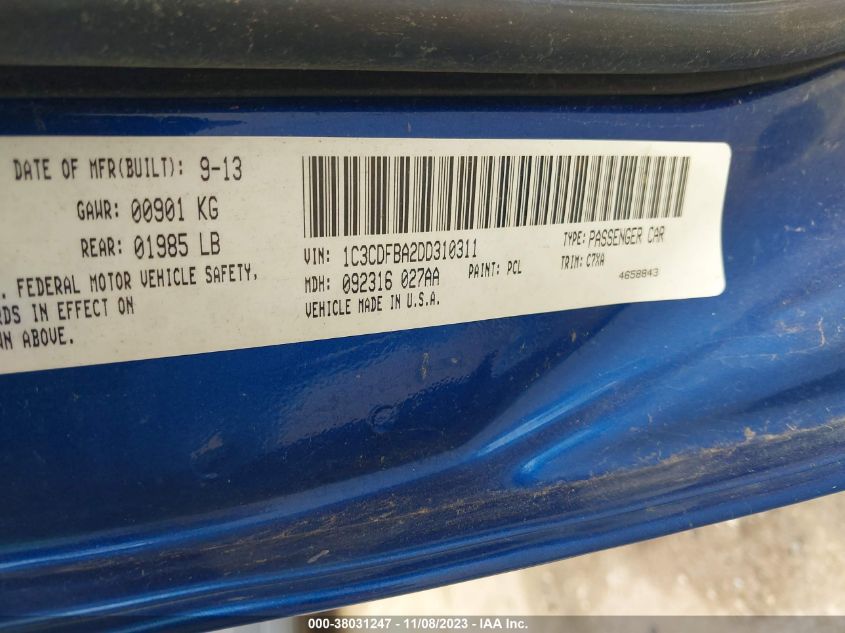 DATE OF MFR(BUILT): 9-13
GAWR: 00901 KG
REAR: 01985 LB
. FEDERAL MOTOR VEHICLE SAFETY,
RDS IN EFFECT ON
WN ABOVE.
VIN: 1C3CDFBA2DD310311
TYPE: PASSENGER CAR
MDH: 092316 027AA
PAINT: PCL
TRIM: C7XA
VEHICLE MADE IN U.S.A.
4658843
000-38031247 - 11/08/2023 - IAA Inc.